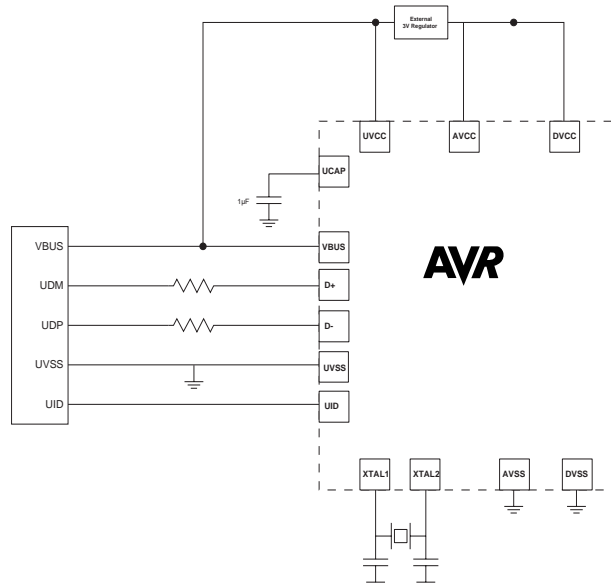 External
3V Regulator
UVCC
AVCC
DVCC
UCAP
1µF
VBUS
VBUS
UDM
D+
UDP
D-
UVSS
UVSS
UID
UID
AVR
XTAL1
XTAL2
AVSS
DVSS